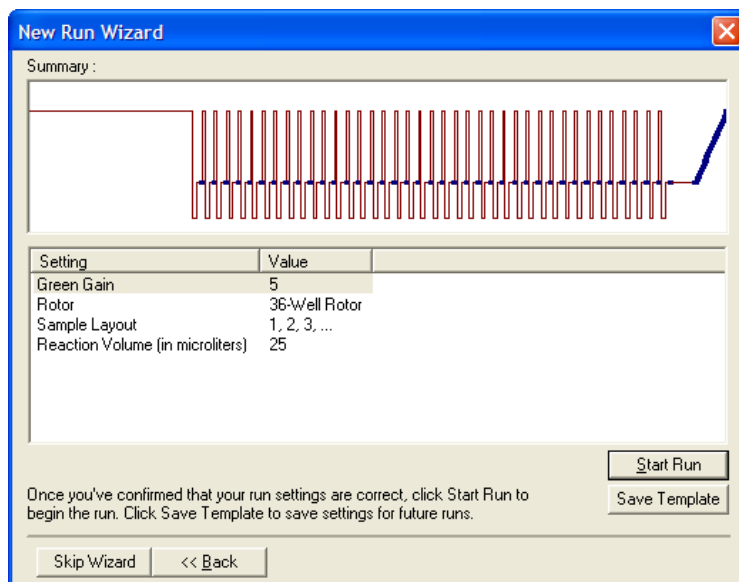 New Run Wizard
Summary :
Setting Value
Green Gain 5
Rotor 36-Well Rotor
Sample Layout 1, 2, 3, ...
Reaction Volume (in microliters) 25
Start Run
Once you've confirmed that your run settings are correct, click Start Run to
begin the run. Click Save Template to save settings for future runs.
Save Template
Skip Wizard << Back